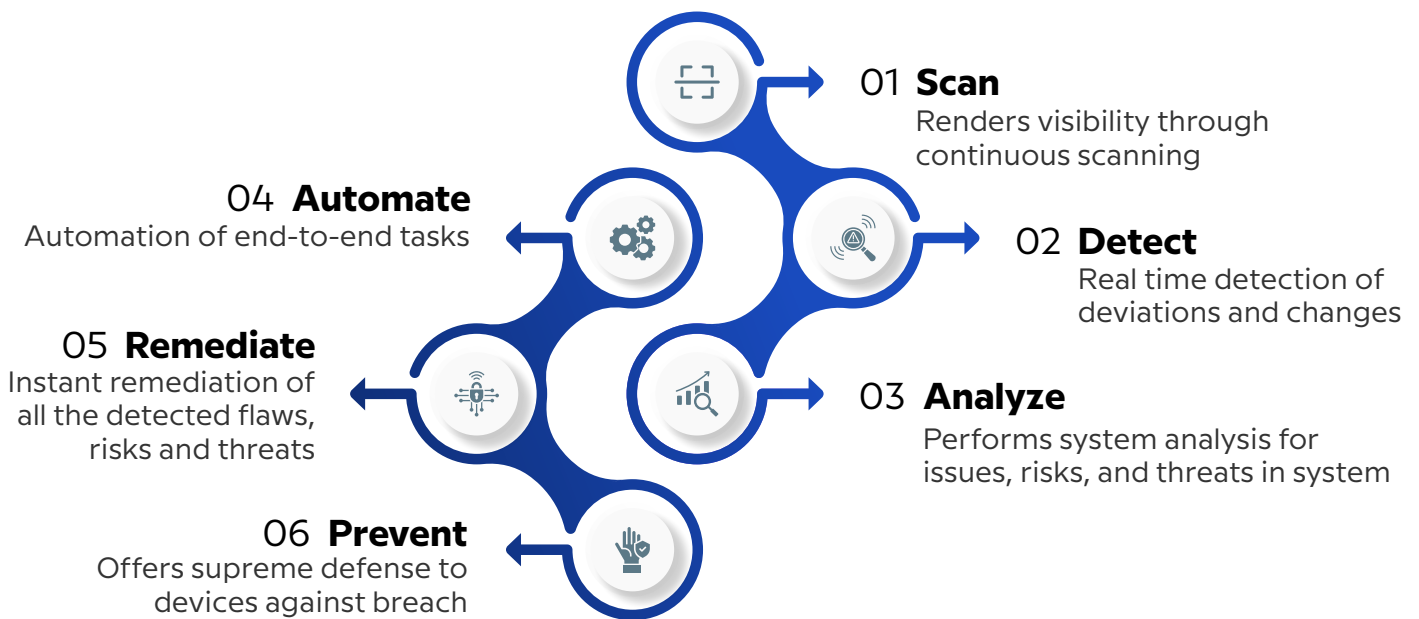 01 Scan
Renders visibility through
continuous scanning
02 Detect
Real time detection of
deviations and changes
03 Analyze
Performs system analysis for
issues, risks, and threats in system
04 Automate
Automation of end-to-end tasks
05 Remediate
Instant remediation of
all the detected flaws,
risks and threats
06 Prevent
Offers supreme defense to
devices against breach